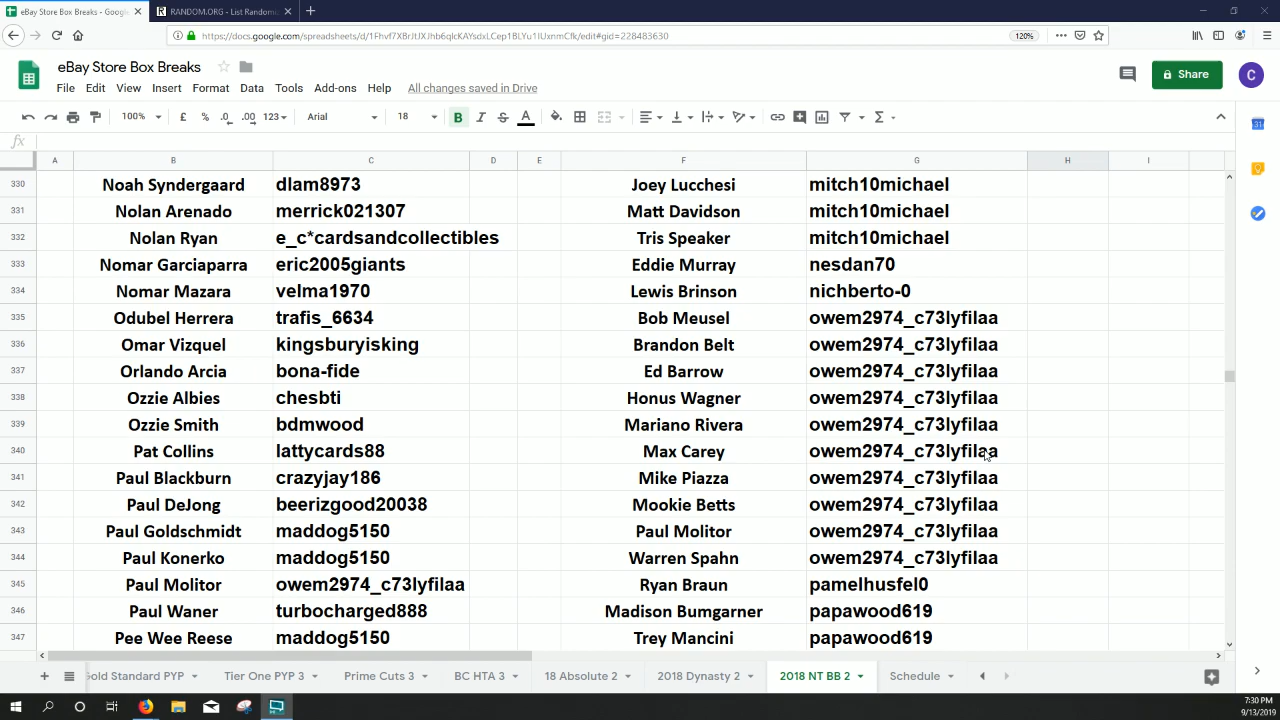 eBay Store Box Breaks - Google
RANDOM.ORG - List Randomiz
https://docs.google.com/spreadsheets/d/1Fhvf7XBrJtJXJhb6qlcKAYsdxLCep1BLYu1IUxnmCfk/edit#gid=228483630
120%
eBay Store Box Breaks
File Edit View Insert Format Data Tools Add-ons Help All changes saved in Drive
Share
C
100% £ % .0 .00 123 Arial 18 B I S A
fx
A B C D E F G H I
330 Noah Syndergaard dlam8973 Joey Lucchesi mitch10michael
331 Nolan Arenado merrick021307 Matt Davidson mitch10michael
332 Nolan Ryan e_c*cardsandcollectibles Tris Speaker mitch10michael
333 Nomar Garciaparra eric2005giants Eddie Murray nesdan70
334 Nomar Mazara velma1970 Lewis Brinson nichberto-0
335 Odubel Herrera trafis_6634 Bob Meusel owem2974_c73lyfilaa
336 Omar Vizquel kingsburyisking Brandon Belt owem2974_c73lyfilaa
337 Orlando Arcia bona-fide Ed Barrow owem2974_c73lyfilaa
338 Ozzie Albies chesbti Honus Wagner owem2974_c73lyfilaa
339 Ozzie Smith bdmwood Mariano Rivera owem2974_c73lyfilaa
340 Pat Collins lattycards88 Max Carey owem2974_c73lyfilaa
341 Paul Blackburn crazyjay186 Mike Piazza owem2974_c73lyfilaa
342 Paul DeJong beerizgood20038 Mookie Betts owem2974_c73lyfilaa
343 Paul Goldschmidt maddog5150 Paul Molitor owem2974_c73lyfilaa
344 Paul Konerko maddog5150 Warren Spahn owem2974_c73lyfilaa
345 Paul Molitor owem2974_c73lyfilaa Ryan Braun pamelhusfel0
346 Paul Waner turbocharged888 Madison Bumgarner papawood619
347 Pee Wee Reese maddog5150 Trey Mancini papawood619
Gold Standard PYP Tier One PYP 3 Prime Cuts 3 BC HTA 3 18 Absolute 2 2018 Dynasty 2 2018 NT BB 2 Schedule
7:30 PM
9/13/2019